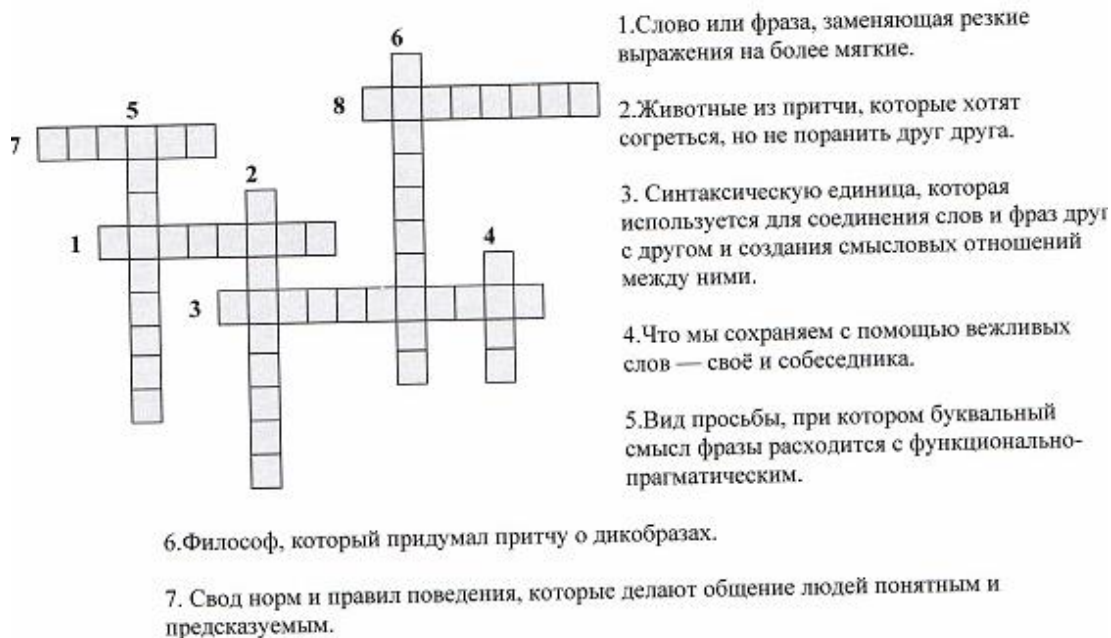 6
8
5
7
2
1
4
3
1.Слово или фраза, заменяющая резкие
выражения на более мягкие.
2.Животные из притчи, которые хотят
согреться, но не поранить друг друга.
3. Синтаксическую единица, которая
используется для соединения слов и фраз друг
с другом и создания смысловых отношений
между ними.
4.Что мы сохраняем с помощью вежливых
слов — своё и собеседника.
5.Вид просьбы, при котором буквальный
смысл фразы расходится с функционально-
прагматическим.
6.Философ, который придумал притчу о дикобразах.
7. Свод норм и правил поведения, которые делают общение людей понятным и
предсказуемым.